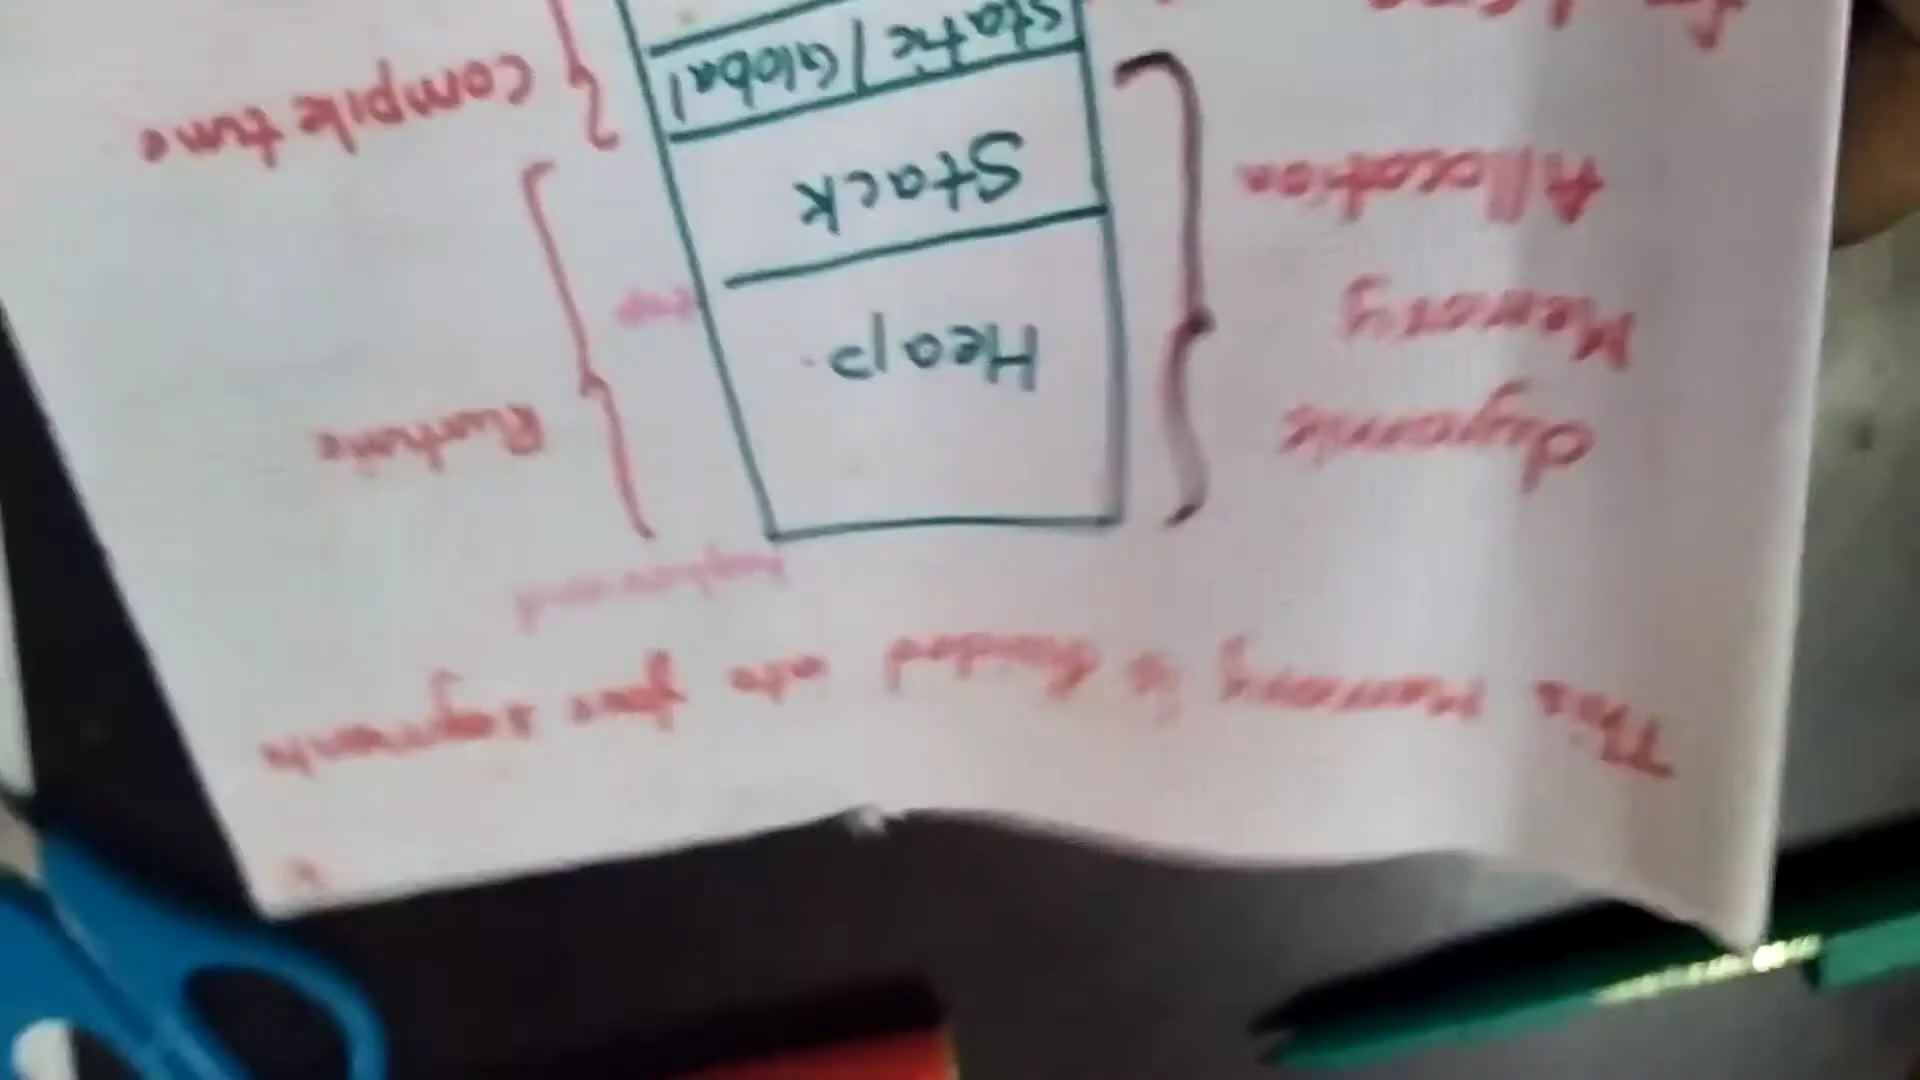 This memory is divided into four segments
Heap
Dynamic
Memory
Allocation
Runtime
Stack
Static/Global
Compile time